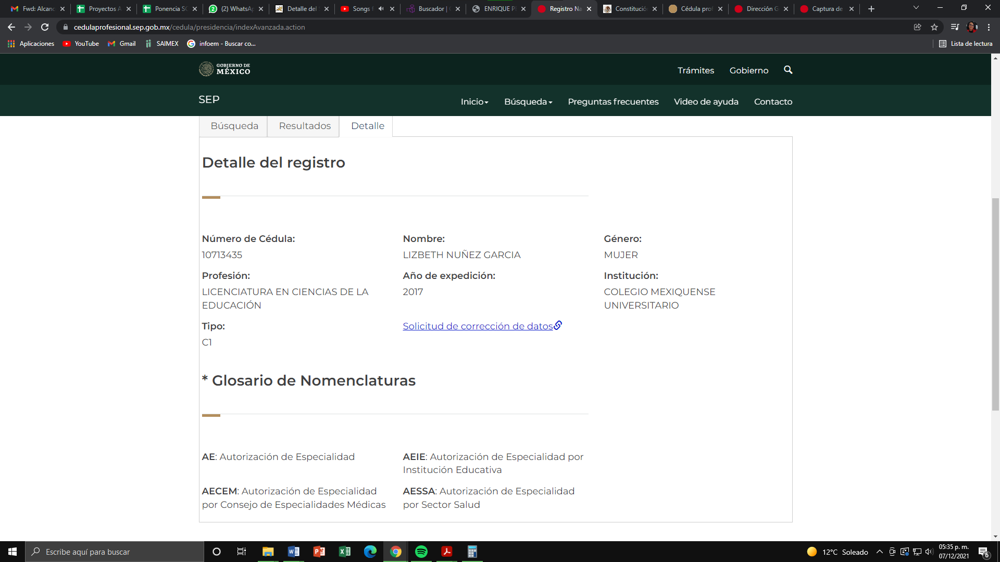 Fwd: Alcanc
Proyectos A
Ponencia SC
(2) WhatsAp
Detalle del S
Songs f
Buscador | C
ENRIQUE PE
Registro Na
Constitución
Cédula prof
Dirección G
Captura de
cedulaprofesional.sep.gob.mx/cedula/presidencia/indexAvanzada.action
Aplicaciones
YouTube
Gmail
SAIMEX
infoem - Buscar co...
Lista de lectura
GOBIERNO DE
MÉXICO
Trámites
Gobierno
SEP
Inicio
Búsqueda
Preguntas frecuentes
Video de ayuda
Contacto
Búsqueda
Resultados
Detalle
Detalle del registro
Número de Cédula:
Nombre:
Género:
10713435
LIZBETH NUÑEZ GARCIA
MUJER
Profesión:
Año de expedición:
Institución:
LICENCIATURA EN CIENCIAS DE LA
EDUCACIÓN
2017
COLEGIO MEXIQUENSE
UNIVERSITARIO
Tipo:
Solicitud de corrección de datos
C1
* Glosario de Nomenclaturas
AE: Autorización de Especialidad
AEIE: Autorización de Especialidad por
Institución Educativa
AECEM: Autorización de Especialidad
por Consejo de Especialidades Médicas
AESSA: Autorización de Especialidad
por Sector Salud
Escribe aquí para buscar
12°C Soleado
05:35 p. m.
07/12/2021
6